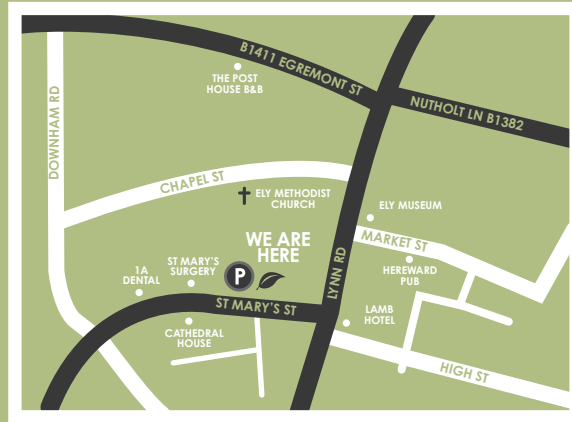 B1411 EGREMONT ST
THE POST
HOUSE B&B
NUTHOLT LN B1382
DOWNHAM RD
CHAPEL ST
ELY METHODIST
CHURCH
ELY MUSEUM
WE ARE
HERE
MARKET ST
LYNN RD
HEREWARD
PUB
ST MARY'S
SURGERY
1A
DENTAL
P
ST MARY'S ST
LAMB
HOTEL
CATHEDRAL
HOUSE
HIGH ST